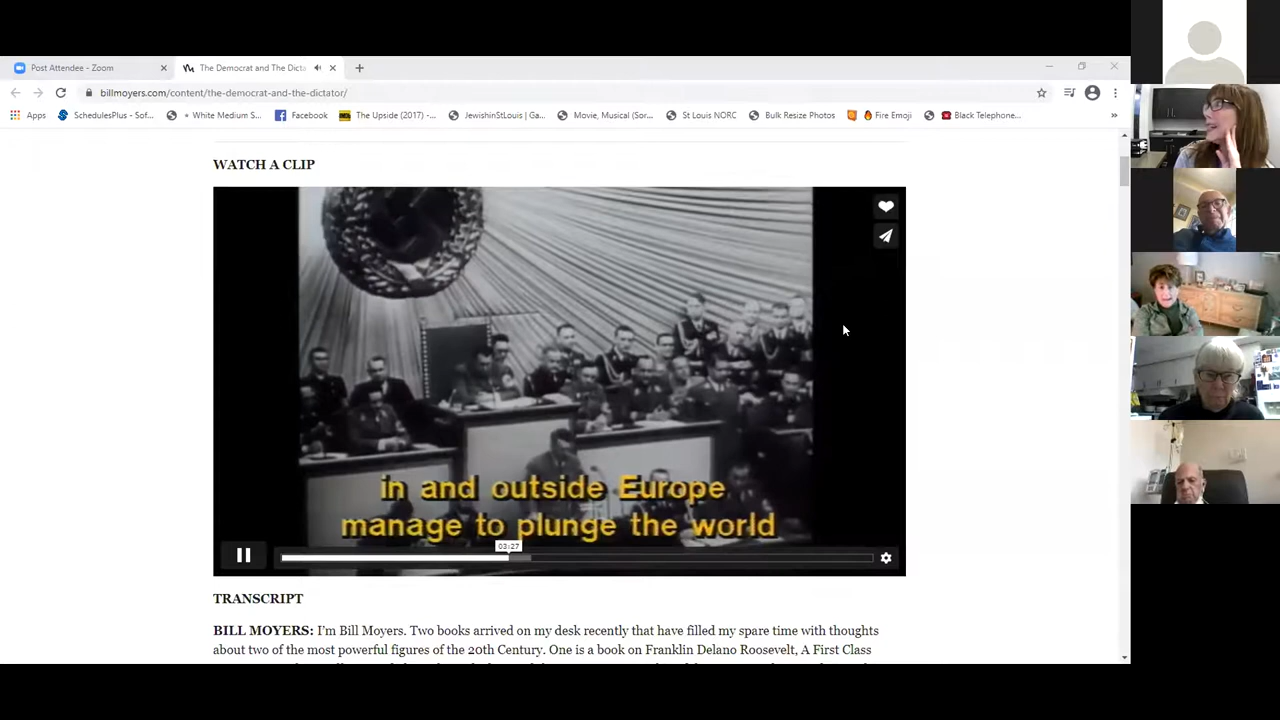 Post Attendee - Zoom
The Democrat and The Dicta
billmoyers.com/content/the-democrat-and-the-dictator/
Apps
SchedulesPlus - Sof...
White Medium S...
Facebook
The Upside (2017) -...
JewishinStLouis | Ga...
Movie, Musical (Sor...
St Louis NORC
Bulk Resize Photos
Fire Emoji
Black Telephone...
WATCH A CLIP
in and outside Europe
manage to plunge the world
03:27
TRANSCRIPT
BILL MOYERS: I'm Bill Moyers. Two books arrived on my desk recently that have filled my spare time with thoughts
about two of the most powerful figures of the 20th Century. One is a book on Franklin Delano Roosevelt, A First Class